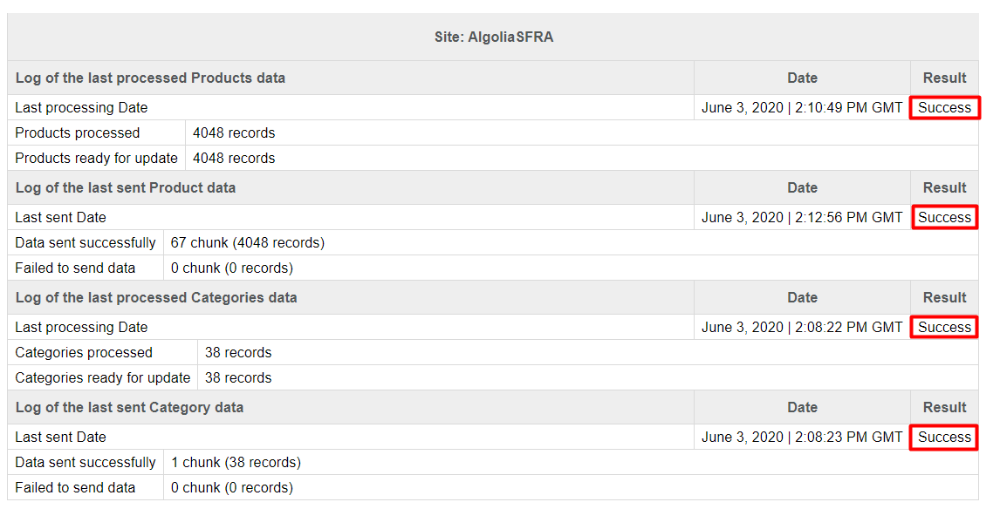 Site: AlgoliaSFRA
Log of the last processed Products data Date Result
Last processing Date June 3, 2020 | 2:10:49 PM GMT Success
Products processed 4048 records
Products ready for update 4048 records
Log of the last sent Product data Date Result
Last sent Date June 3, 2020 | 2:12:56 PM GMT Success
Data sent successfully 67 chunk (4048 records)
Failed to send data 0 chunk (0 records)
Log of the last processed Categories data Date Result
Last processing Date June 3, 2020 | 2:08:22 PM GMT Success
Categories processed 38 records
Categories ready for update 38 records
Log of the last sent Category data Date Result
Last sent Date June 3, 2020 | 2:08:23 PM GMT Success
Data sent successfully 1 chunk (38 records)
Failed to send data 0 chunk (0 records)